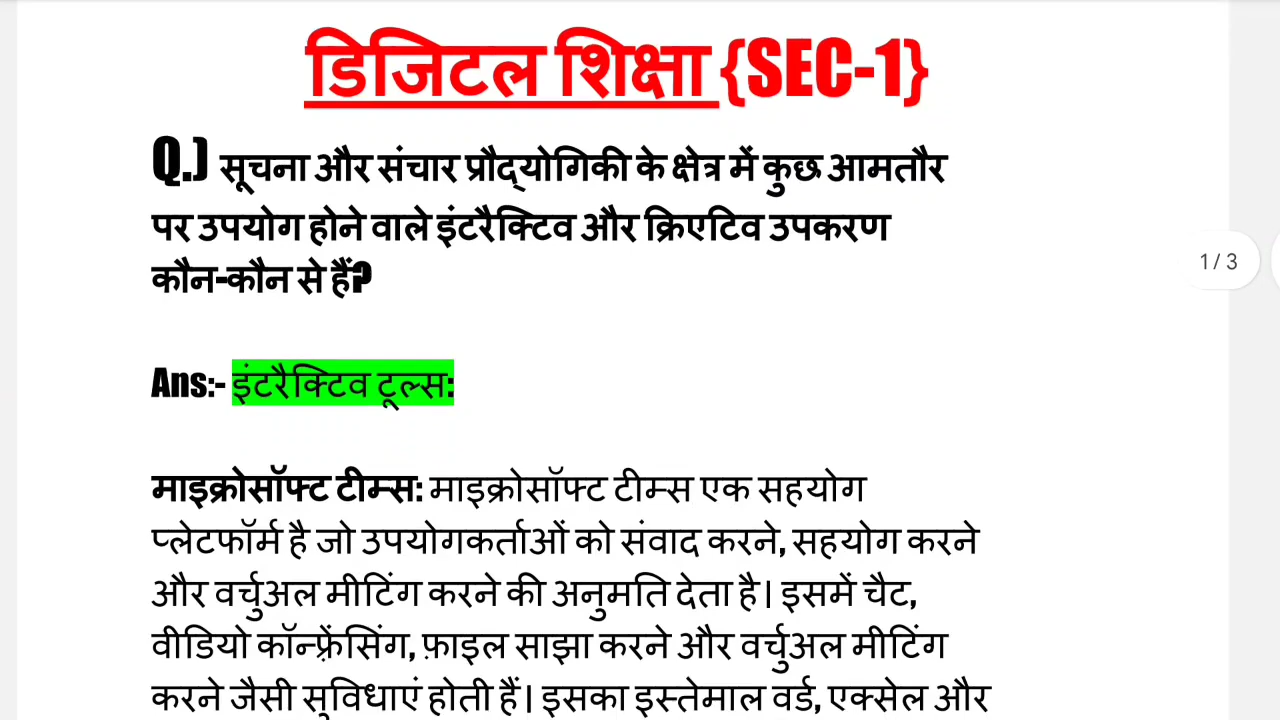 डिजिटल शिक्षा {SEC-1}
Q.) सूचना और संचार प्रौद्योगिकी के क्षेत्र में कुछ आमतौर
पर उपयोग होने वाले इंटरैक्टिव और क्रिएटिव उपकरण
कौन-कौन से हैं?
1 / 3
Ans:- इंटरैक्टिव टूल्स:
माइक्रोसॉफ्ट टीम्स: माइक्रोसॉफ्ट टीम्स एक सहयोग
प्लेटफॉर्म है जो उपयोगकर्ताओं को संवाद करने, सहयोग करने
और वर्चुअल मीटिंग करने की अनुमति देता है। इसमें चैट,
वीडियो कॉन्फ़्रेंसिंग, फ़ाइल साझा करने और वर्चुअल मीटिंग
करने जैसी सुविधाएं होती हैं। इसका इस्तेमाल वर्ड, एक्सेल और